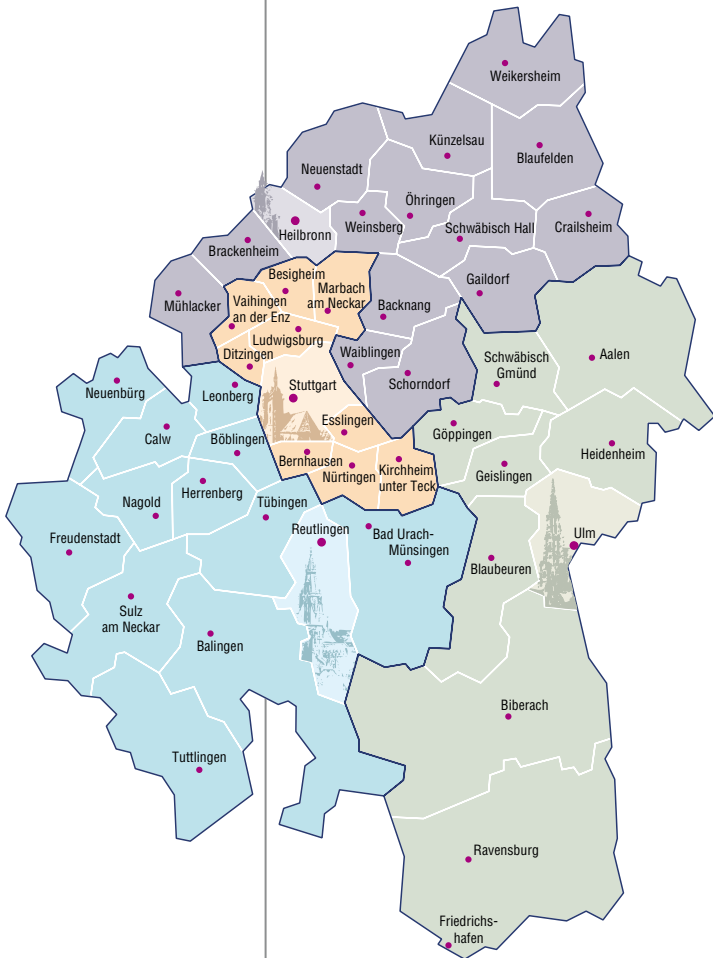 Weikersheim
Künzelsau
Blaufelden
Neuenstadt
Öhringen
Weinsberg
Schwäbisch Hall
Crailsheim
Heilbronn
Brackenheim
Besigheim
Marbach
am Neckar
Gaildorf
Mühlacker
Vaihingen
an der Enz
Backnang
Ludwigsburg
Ditzingen
Waiblingen
Schwäbisch
Gmünd
Aalen
Neuenbürg
Leonberg
Stuttgart
Schorndorf
Calw
Böblingen
Esslingen
Göppingen
Heidenheim
Bernhausen
Nürtingen
Kirchheim
unter Teck
Geislingen
Nagold
Herrenberg
Tübingen
Freudenstadt
Reutlingen
Bad Urach-
Münsingen
Ulm
Blaubeuren
Sulz
am Neckar
Balingen
Biberach
Tuttlingen
Ravensburg
Friedrichs-
hafen